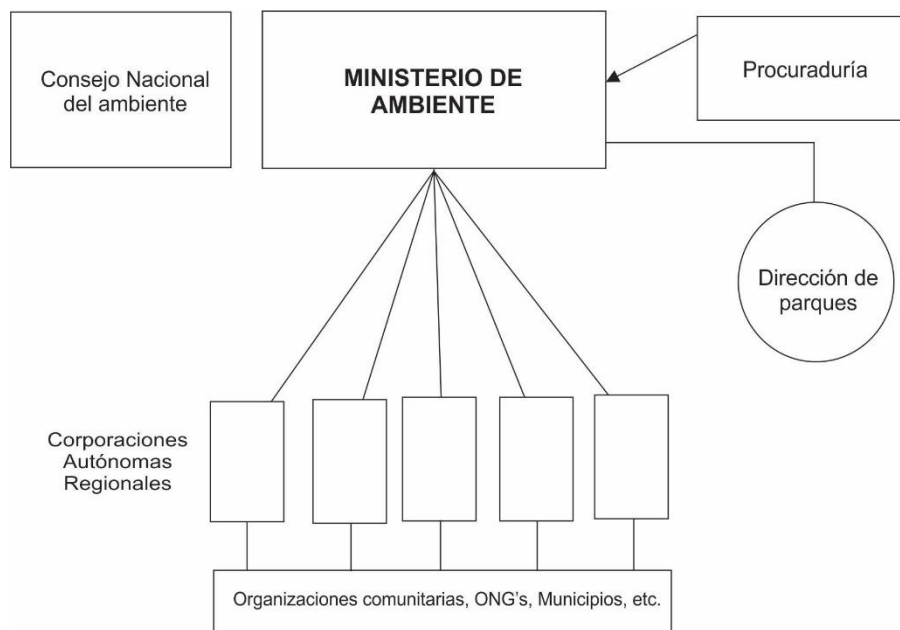 Consejo Nacional
del ambiente
MINISTERIO DE
AMBIENTE
Procuraduría
Dirección de
parques
Corporaciones
Autónomas
Regionales
Organizaciones comunitarias, ONG's, Municipios, etc.